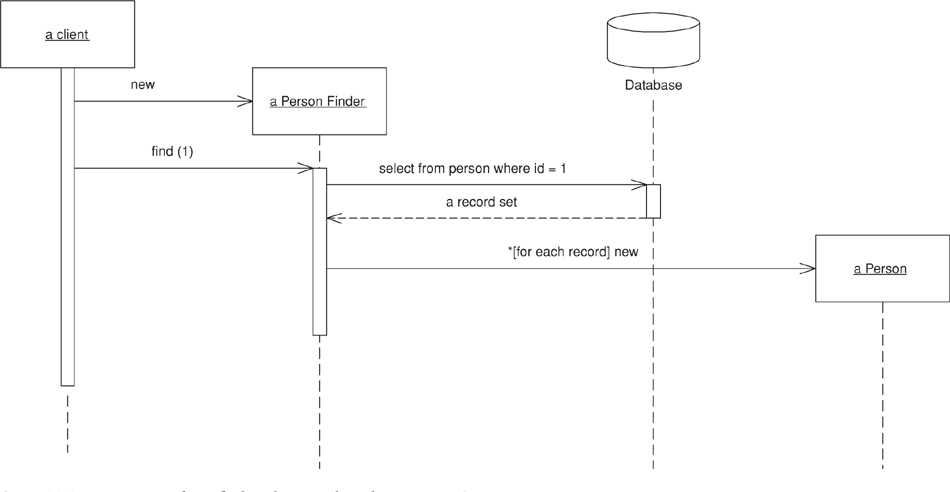 a client
new
a Person Finder
Database
find (1)
select from person where id = 1
a record set
*[for each record] new
a Person